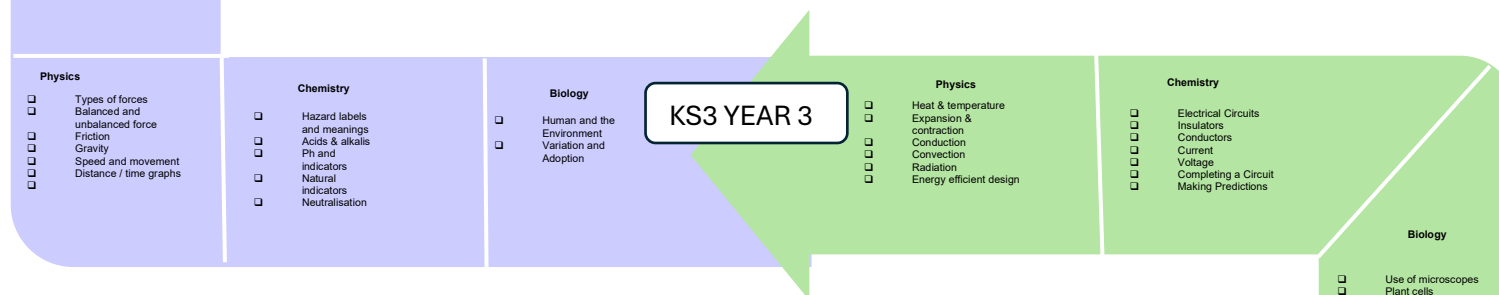 Physics
❑ Types of forces
❑ Balanced and
unbalanced force
❑ Friction
❑ Gravity
❑ Speed and movement
❑ Distance / time graphs
❑
Chemistry
❑ Hazard labels
and meanings
❑ Acids & alkalis
❑ Ph and
indicators
❑ Natural
indicators
❑ Neutralisation
Biology
❑ Human and the
Environment
❑ Variation and
Adoption
KS3 YEAR 3
Physics
❑ Heat & temperature
❑ Expansion &
contraction
❑ Conduction
❑ Convection
❑ Radiation
❑ Energy efficient design
Chemistry
❑ Electrical Circuits
❑ Insulators
❑ Conductors
❑ Current
❑ Voltage
❑ Completing a Circuit
❑ Making Predictions
Biology
❑ Use of microscopes
❑ Plant cells